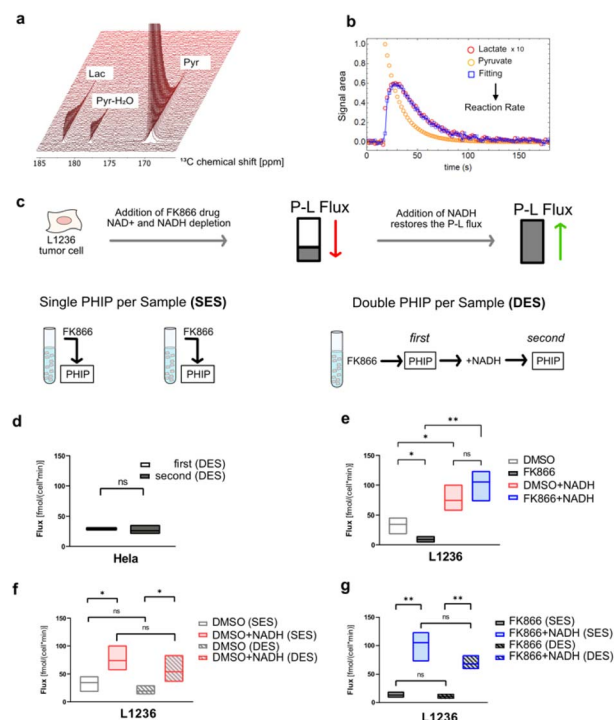 a
Lac
Pyr
Pyr-H₂O
185
180
175
170
¹³C chemical shift [ppm]
b
Signal area
1.0
0.8
0.6
0.4
0.2
0.0
Lactate x 10
Pyruvate
Fitting
Reaction Rate
0
50
100
150
time (s)
c
L1236
tumor cell
Addition of FK866 drug
NAD+ and NADH depletion
P-L Flux
Addition of NADH
restores the P-L flux
P-L Flux
Single PHIP per Sample (SES)
FK866
PHIP
FK866
PHIP
Double PHIP per Sample (DES)
first
second
FK866
PHIP
+NADH
PHIP
d
Flux [fmol/(cell*min)]
150
100
50
0
ns
first (DES)
second (DES)
Hela
e
Flux [fmol/(cell*min)]
150
100
50
0
**
*
*
ns
DMSO
FK866
DMSO+NADH
FK866+NADH
L1236
f
Flux [fmol/(cell*min)]
150
100
50
0
*
ns
*
ns
DMSO (SES)
DMSO+NADH (SES)
DMSO (DES)
DMSO+NADH (DES)
L1236
g
Flux [fmol/(cell*min)]
150
100
50
0
**
**
ns
ns
FK866 (SES)
FK866+NADH (SES)
FK866 (DES)
FK866+NADH (DES)
L1236